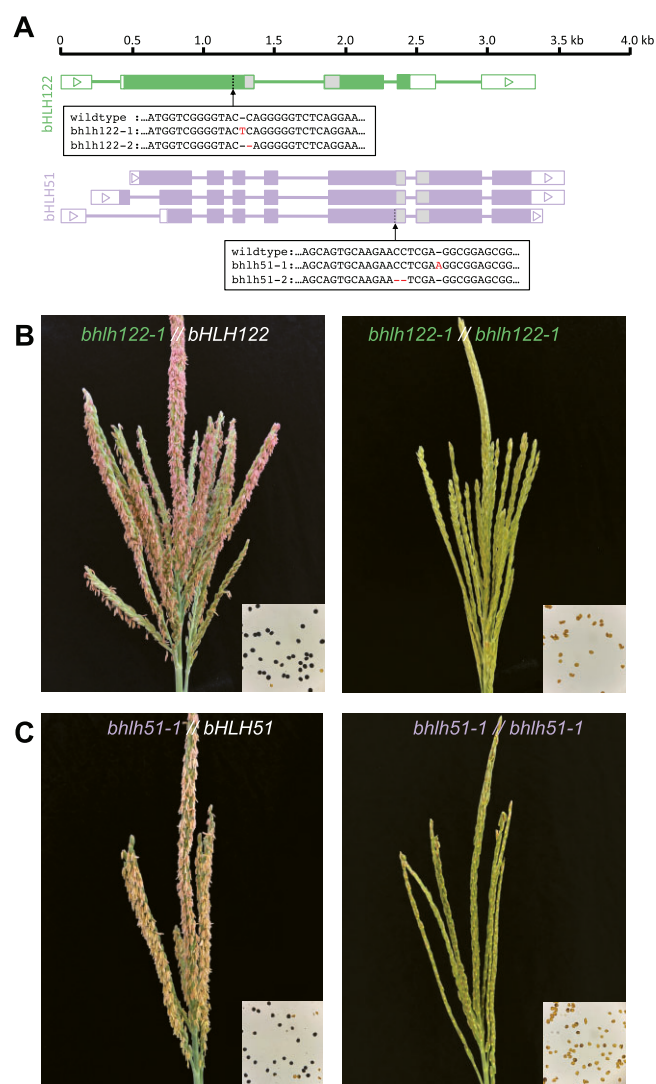 A
0 0.5 1.0 1.5 2.0 2.5 3.0 3.5 kb 4.0 kb
bHLH122
wildtype :…ATGGTCGGGGTAC-CAGGGGGTCTCAGGAA…
bhlh122-1:…ATGGTCGGGGTACTCAGGGGGTCTCAGGAA…
bhlh122-2:…ATGGTCGGGGTAC--AGGGGGTCTCAGGAA…
bHLH51
wildtype:…AGCAGTGCAAGAACCTCGA-GGCGGAGCGG…
bhlh51-1:…AGCAGTGCAAGAACCTCGAAGGCGGAGCGG…
bhlh51-2:…AGCAGTGCAAGAA--TCGA-GGCGGAGCGG…
B
bhlh122-1 // bHLH122
bhlh122-1 // bhlh122-1
C
bhlh51-1 // bHLH51
bhlh51-1 // bhlh51-1